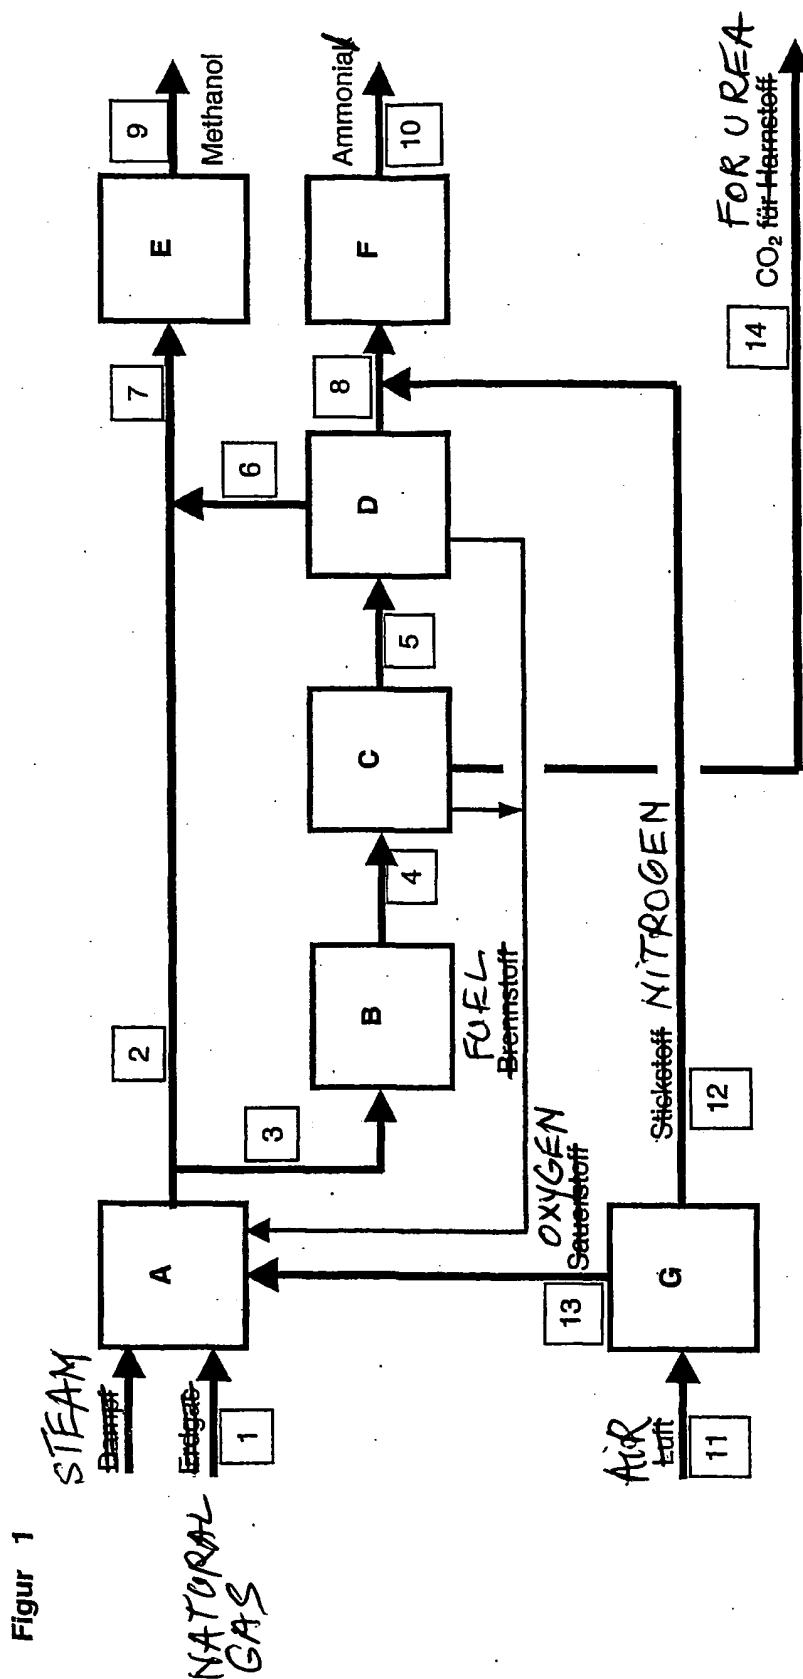 Figur 1
STEAM
Dampf
NATURAL
GAS
Erdgas
1
A
2
3
B
4
C
5
D
6
7
8
E
9
Methanol
F
10
Ammoniak
FUEL
Brennstoff
OXYGEN
Sauerstoff
13
AiR
Luft
11
G
Stickstoff NiTROGEN
12
14
FOR UREA
CO₂ für Harnstoff